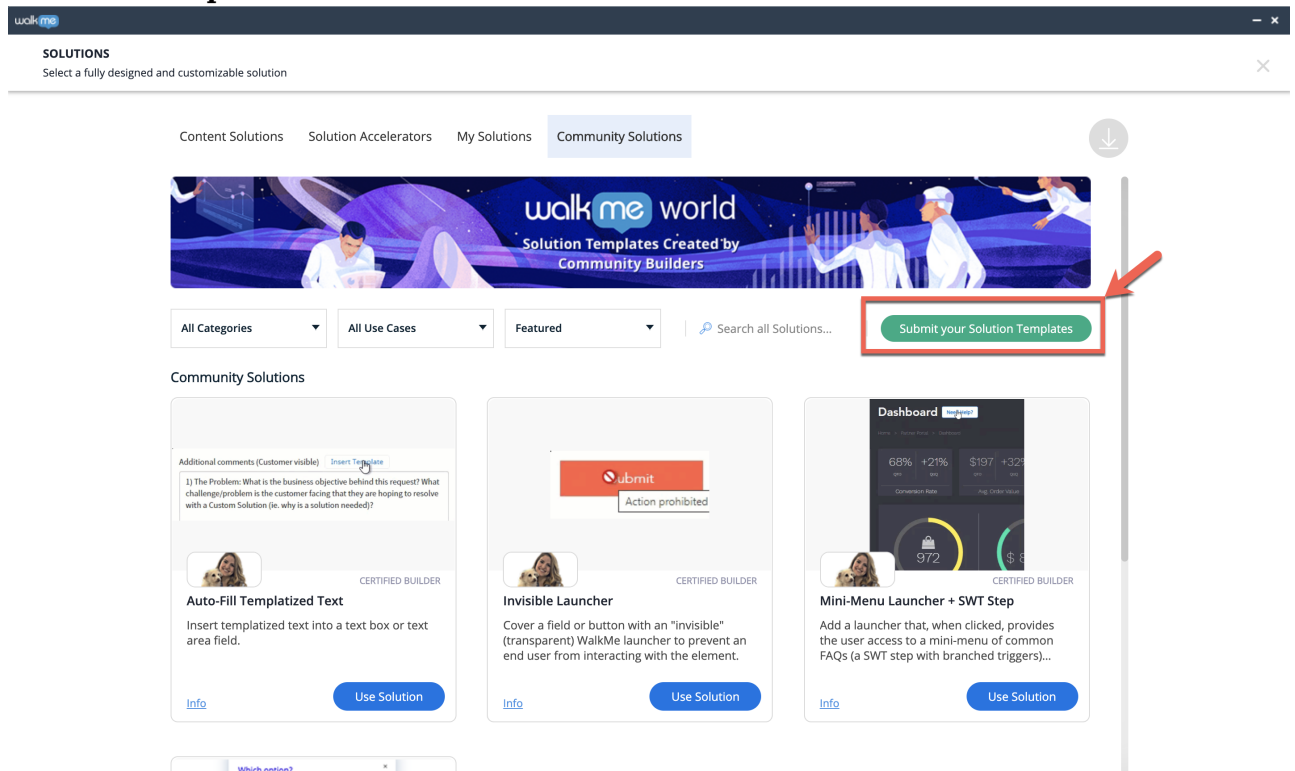 walkme
SOLUTIONS
Select a fully designed and customizable solution
Content Solutions Solution Accelerators My Solutions Community Solutions
walkme world
Solution Templates Created by
Community Builders
All Categories All Use Cases Featured Search all Solutions... Submit your Solution Templates
Community Solutions
Additional comments (Customer visible) Insert Template
1) The Problem: What is the business objective behind this request? What
challenge/problem is the customer facing that they are hoping to resolve
with a Custom Solution (ie. why is a solution needed)?
CERTIFIED BUILDER
Auto-Fill Templatized Text
Insert templatized text into a text box or text
area field.
Info Use Solution
ubmit
Action prohibited
CERTIFIED BUILDER
Invisible Launcher
Cover a field or button with an "invisible"
(transparent) WalkMe launcher to prevent an
end user from interacting with the element.
Info Use Solution
Dashboard Need Help?
68% +21% $197 +32%
Conversion Rate Avg. Order Value
972 $ 8
CERTIFIED BUILDER
Mini-Menu Launcher + SWT Step
Add a launcher that, when clicked, provides
the user access to a mini-menu of common
FAQs (a SWT step with branched triggers)...
Info Use Solution
Which option?